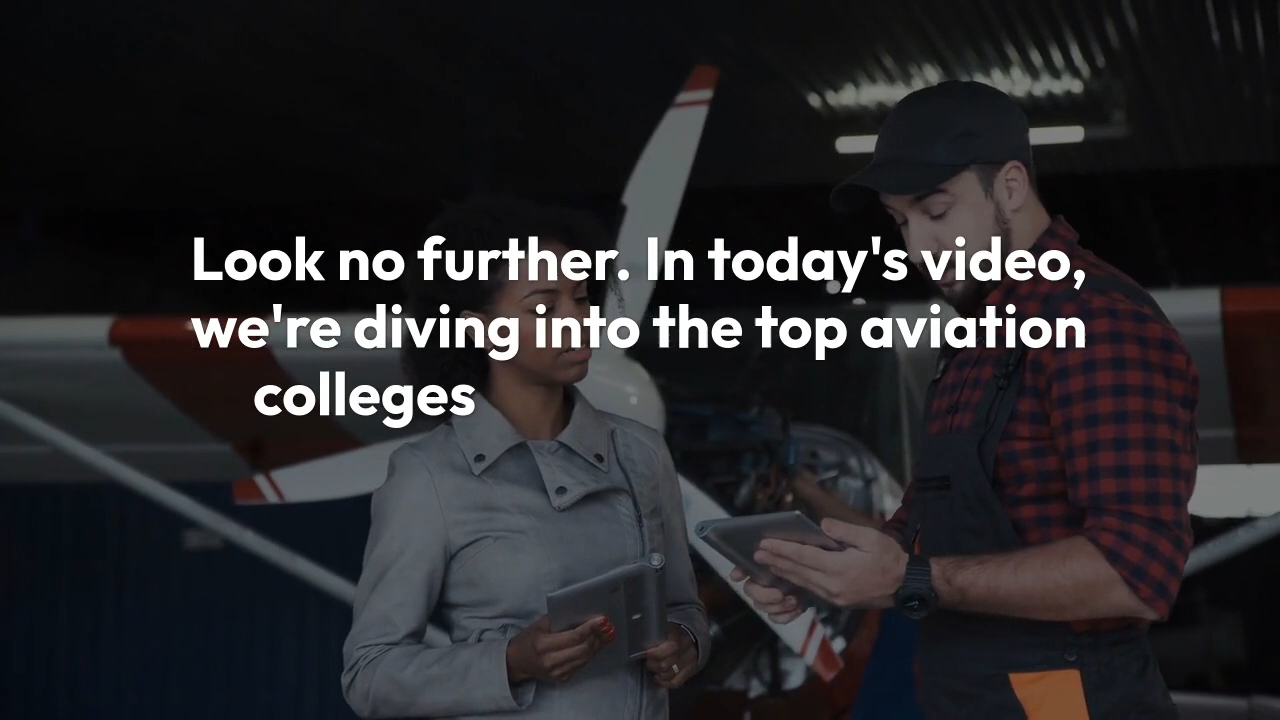 Look no further. In today's video,
we're diving into the top aviation
colleges